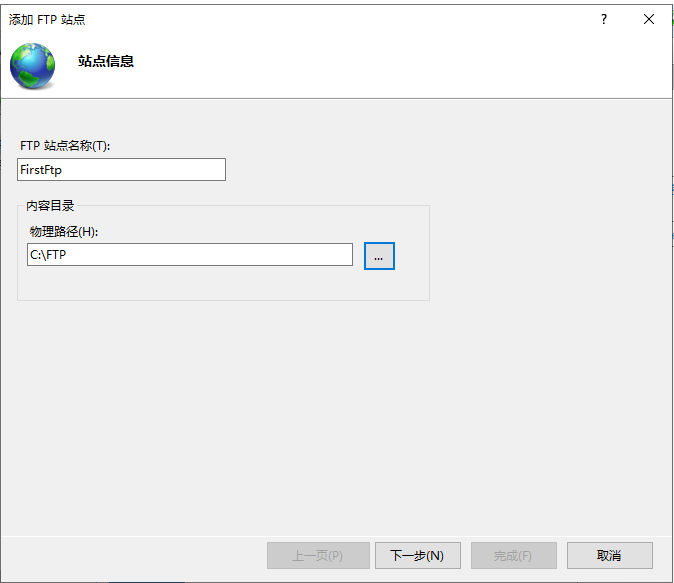 添加 FTP 站点
?
站点信息
FTP 站点名称(T):
FirstFtp
内容目录
物理路径(H):
C:\FTP
...
上一页(P) 下一步(N) 完成(F) 取消